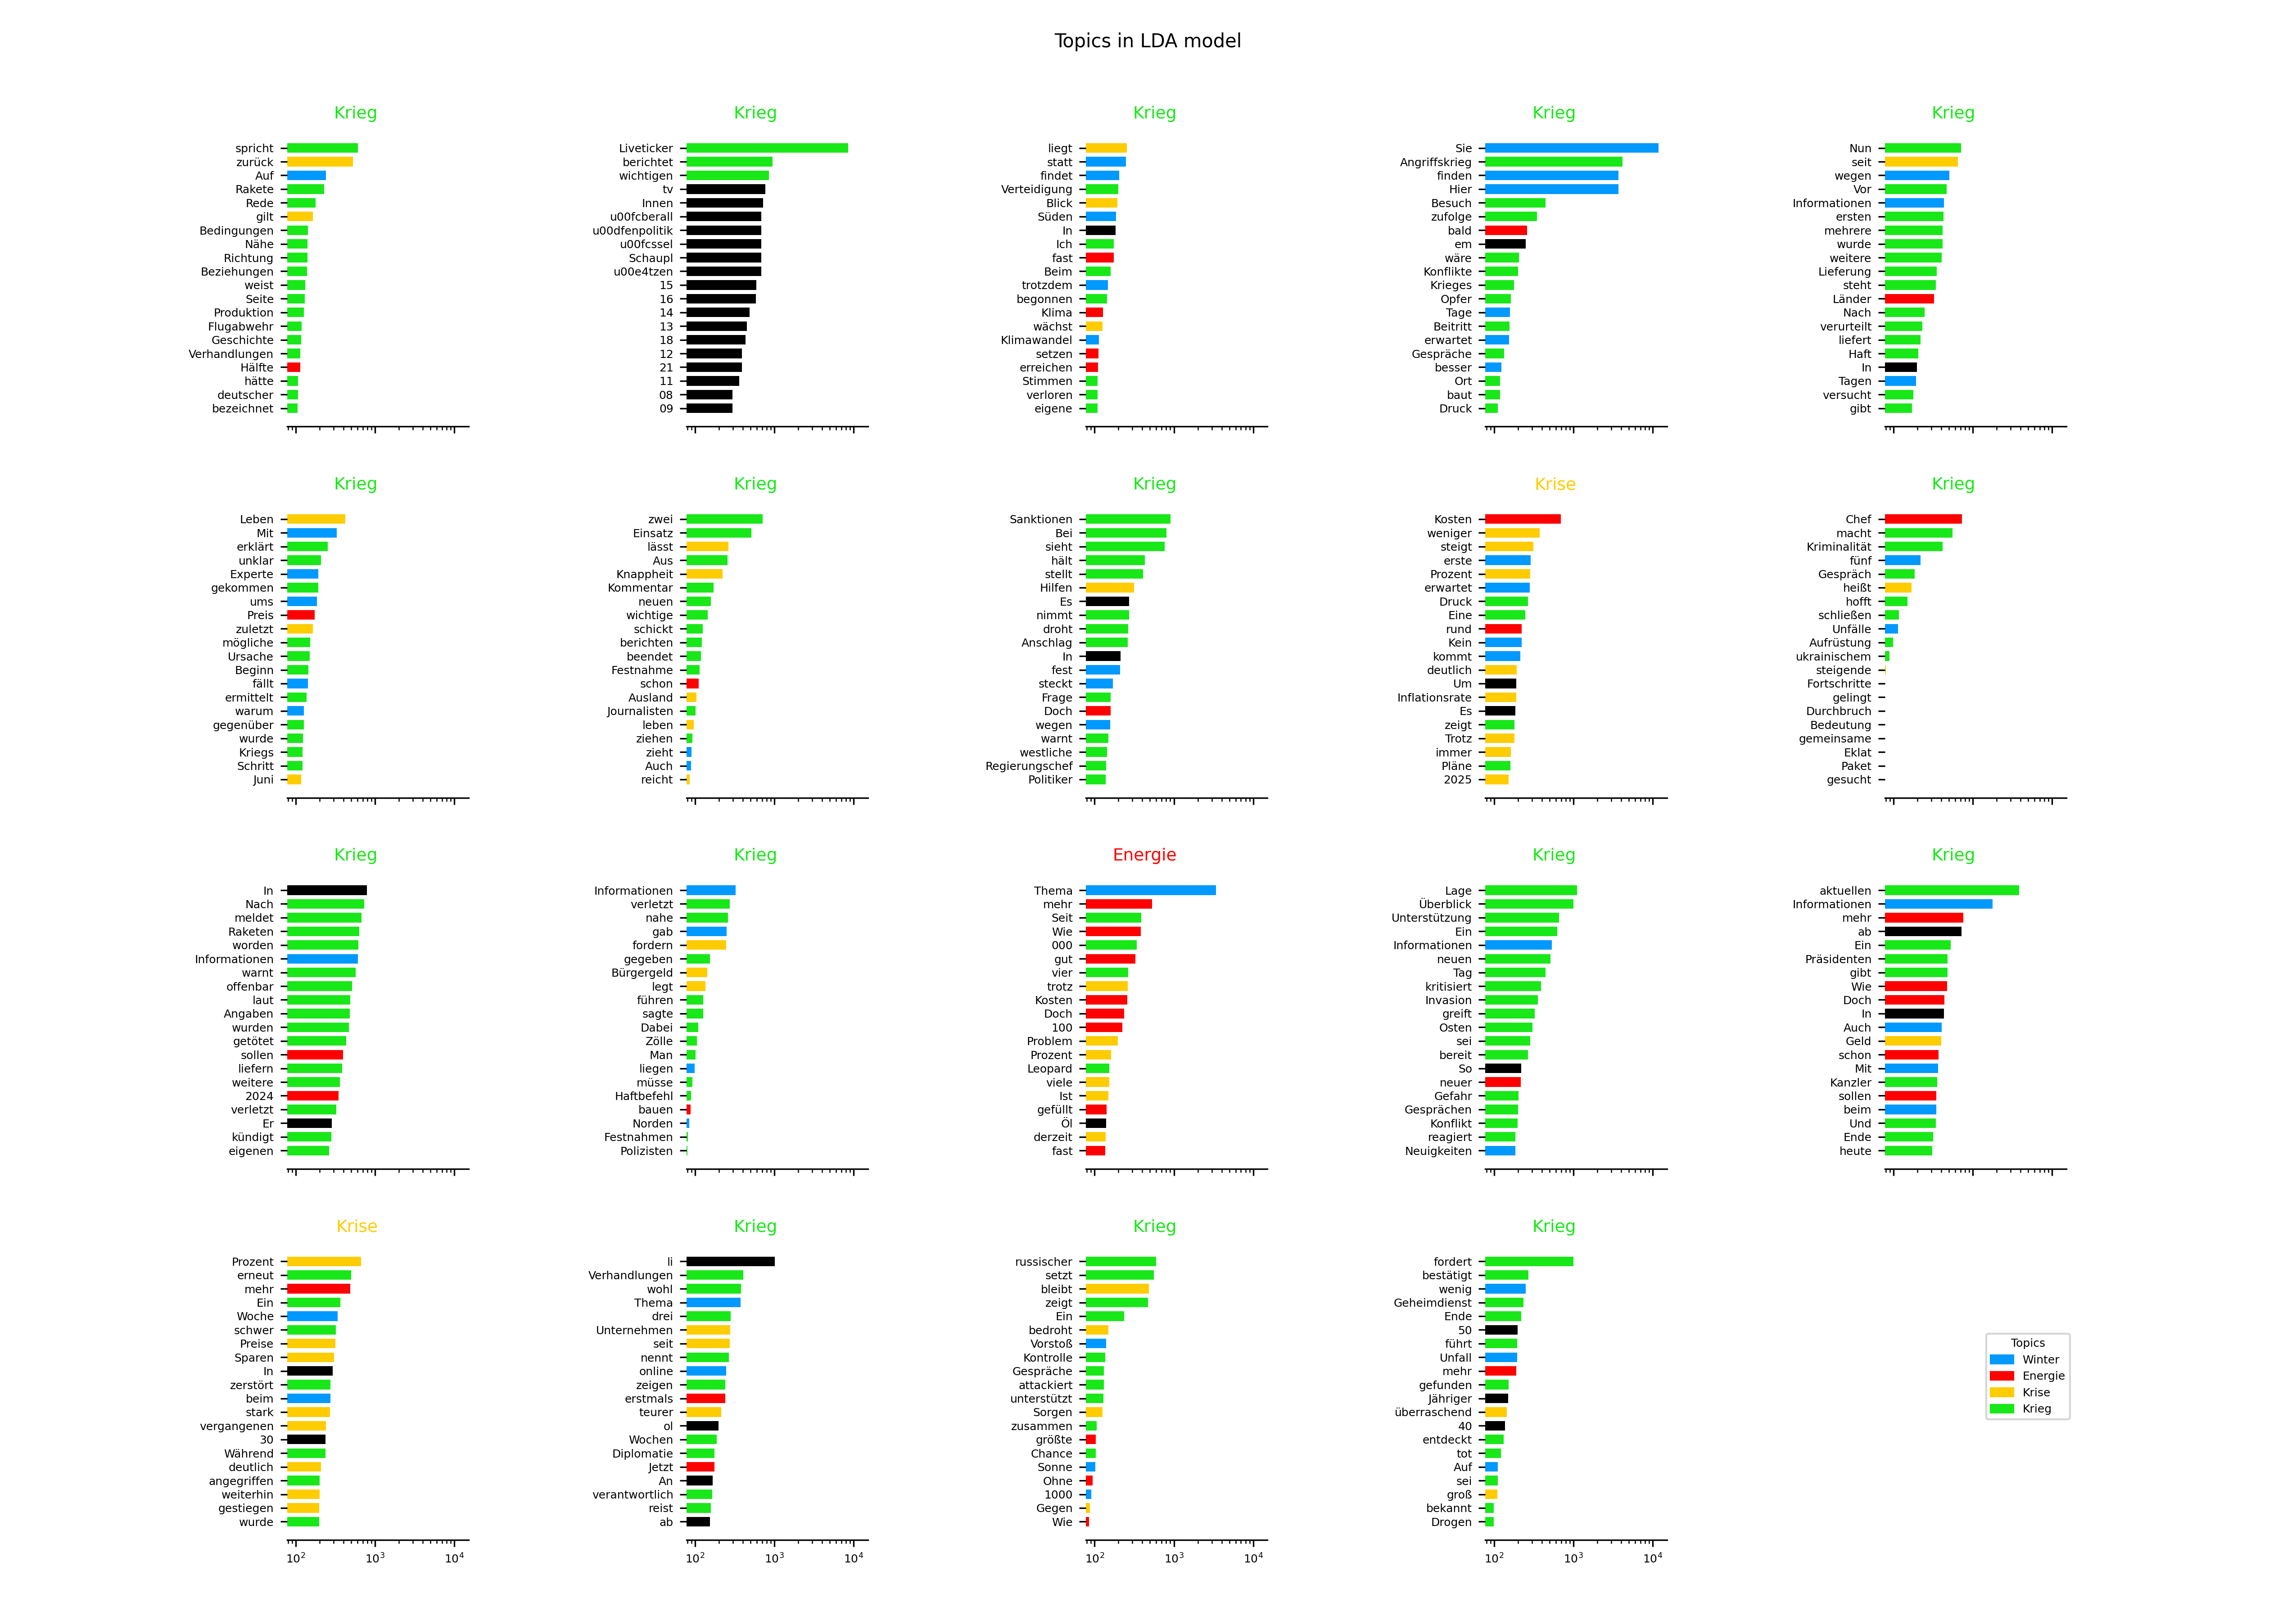 Topics in LDA model
Krieg
spricht
zurück
Auf
Rakete
Rede
gilt
Bedingungen
Nähe
Richtung
Beziehungen
weist
Seite
Produktion
Flugabwehr
Geschichte
Verhandlungen
Hälfte
hätte
deutscher
bezeichnet
Krieg
Liveticker
berichtet
wichtigen
tv
Innen
u00fcberall
u00dfenpolitik
u00fcssel
Schaupl
u00e4tzen
15
16
14
13
18
12
21
11
08
09
Krieg
liegt
statt
findet
Verteidigung
Blick
Süden
In
Ich
fast
Beim
trotzdem
begonnen
Klima
wächst
Klimawandel
setzen
erreichen
Stimmen
verloren
eigene
Krieg
Sie
Angriffskrieg
finden
Hier
Besuch
zufolge
bald
em
wäre
Konflikte
Krieges
Opfer
Tage
Beitritt
erwartet
Gespräche
besser
Ort
baut
Druck
Krieg
Nun
seit
wegen
Vor
Informationen
ersten
mehrere
wurde
weitere
Lieferung
steht
Länder
Nach
verurteilt
liefert
Haft
In
Tagen
versucht
gibt
Krieg
Leben
Mit
erklärt
unklar
Experte
gekommen
ums
Preis
zuletzt
mögliche
Ursache
Beginn
fällt
ermittelt
warum
gegenüber
wurde
Kriegs
Schritt
Juni
Krieg
zwei
Einsatz
lässt
Aus
Knappheit
Kommentar
neuen
wichtige
schickt
berichten
beendet
Festnahme
schon
Ausland
Journalisten
leben
ziehen
zieht
Auch
reicht
Krieg
Sanktionen
Bei
sieht
hält
stellt
Hilfen
Es
nimmt
droht
Anschlag
In
fest
steckt
Frage
Doch
wegen
warnt
westliche
Regierungschef
Politiker
Krise
Kosten
weniger
steigt
erste
Prozent
erwartet
Druck
Eine
rund
Kein
kommt
deutlich
Um
Inflationsrate
Es
zeigt
Trotz
immer
Pläne
2025
Krieg
Chef
macht
Kriminalität
fünf
Gespräch
heißt
hofft
schließen
Unfälle
Aufrüstung
ukrainischem
steigende
Fortschritte
gelingt
Durchbruch
Bedeutung
gemeinsame
Eklat
Paket
gesucht
Krieg
In
Nach
meldet
Raketen
worden
Informationen
warnt
offenbar
laut
Angaben
wurden
getötet
sollen
liefern
weitere
2024
verletzt
Er
kündigt
eigenen
Krieg
Informationen
verletzt
nahe
gab
fordern
gegeben
Bürgergeld
legt
führen
sagte
Dabei
Zölle
Man
liegen
müsse
Haftbefehl
bauen
Norden
Festnahmen
Polizisten
Energie
Thema
mehr
Seit
Wie
000
gut
vier
trotz
Kosten
Doch
100
Problem
Prozent
Leopard
viele
Ist
gefüllt
Öl
derzeit
fast
Krieg
Lage
Überblick
Unterstützung
Ein
Informationen
neuen
Tag
kritisiert
Invasion
greift
Osten
sei
bereit
So
neuer
Gefahr
Gesprächen
Konflikt
reagiert
Neuigkeiten
Krieg
aktuellen
Informationen
mehr
ab
Ein
Präsidenten
gibt
Wie
Doch
In
Auch
Geld
schon
Mit
Kanzler
sollen
beim
Und
Ende
heute
Krise
Prozent
erneut
mehr
Ein
Woche
schwer
Preise
Sparen
In
zerstört
beim
stark
vergangenen
30
Während
deutlich
angegriffen
weiterhin
gestiegen
wurde
10² 10³ 10⁴
Krieg
li
Verhandlungen
wohl
Thema
drei
Unternehmen
seit
nennt
online
zeigen
erstmals
teurer
ol
Wochen
Diplomatie
Jetzt
An
verantwortlich
reist
ab
10² 10³ 10⁴
Krieg
russischer
setzt
bleibt
zeigt
Ein
bedroht
Vorstoß
Kontrolle
Gespräche
attackiert
unterstützt
Sorgen
zusammen
größte
Chance
Sonne
Ohne
1000
Gegen
Wie
10² 10³ 10⁴
Krieg
fordert
bestätigt
wenig
Geheimdienst
Ende
50
führt
Unfall
mehr
gefunden
Jähriger
überraschend
40
entdeckt
tot
Auf
sei
groß
bekannt
Drogen
10² 10³ 10⁴
Topics
Winter
Energie
Krise
Krieg